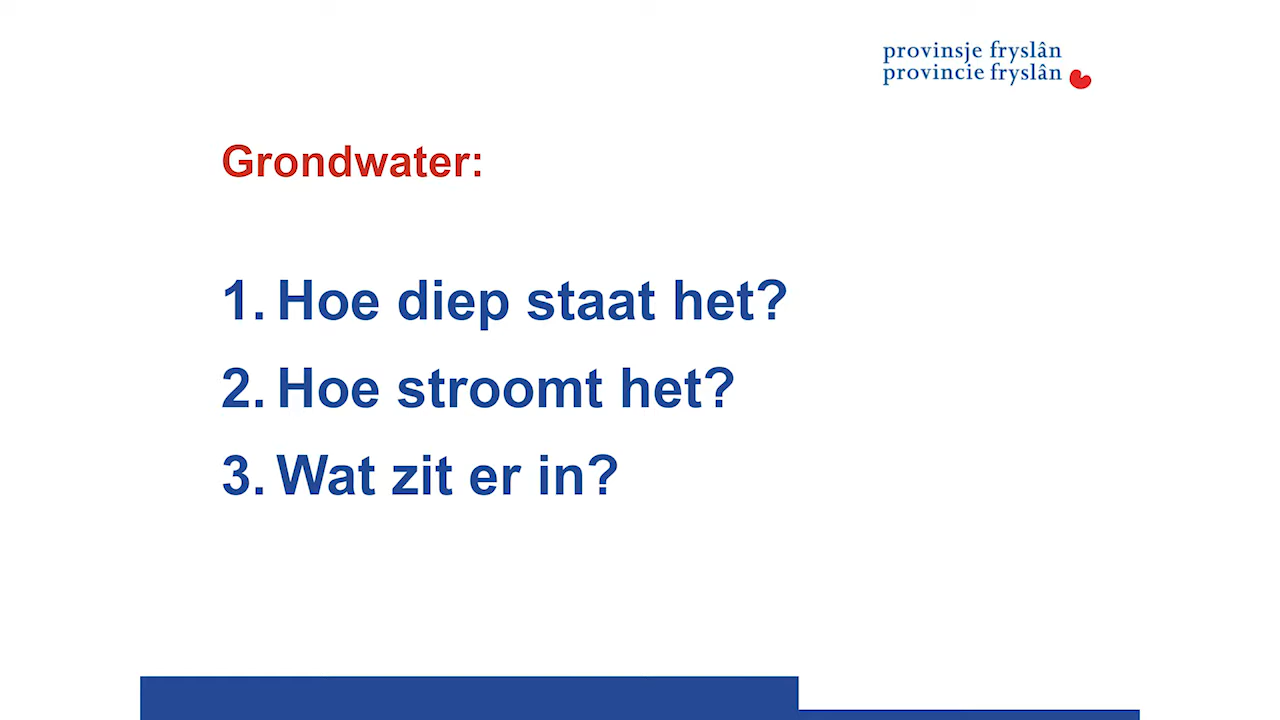 provinsje fryslân
provincie fryslân
Grondwater:
1. Hoe diep staat het?
2. Hoe stroomt het?
3. Wat zit er in?